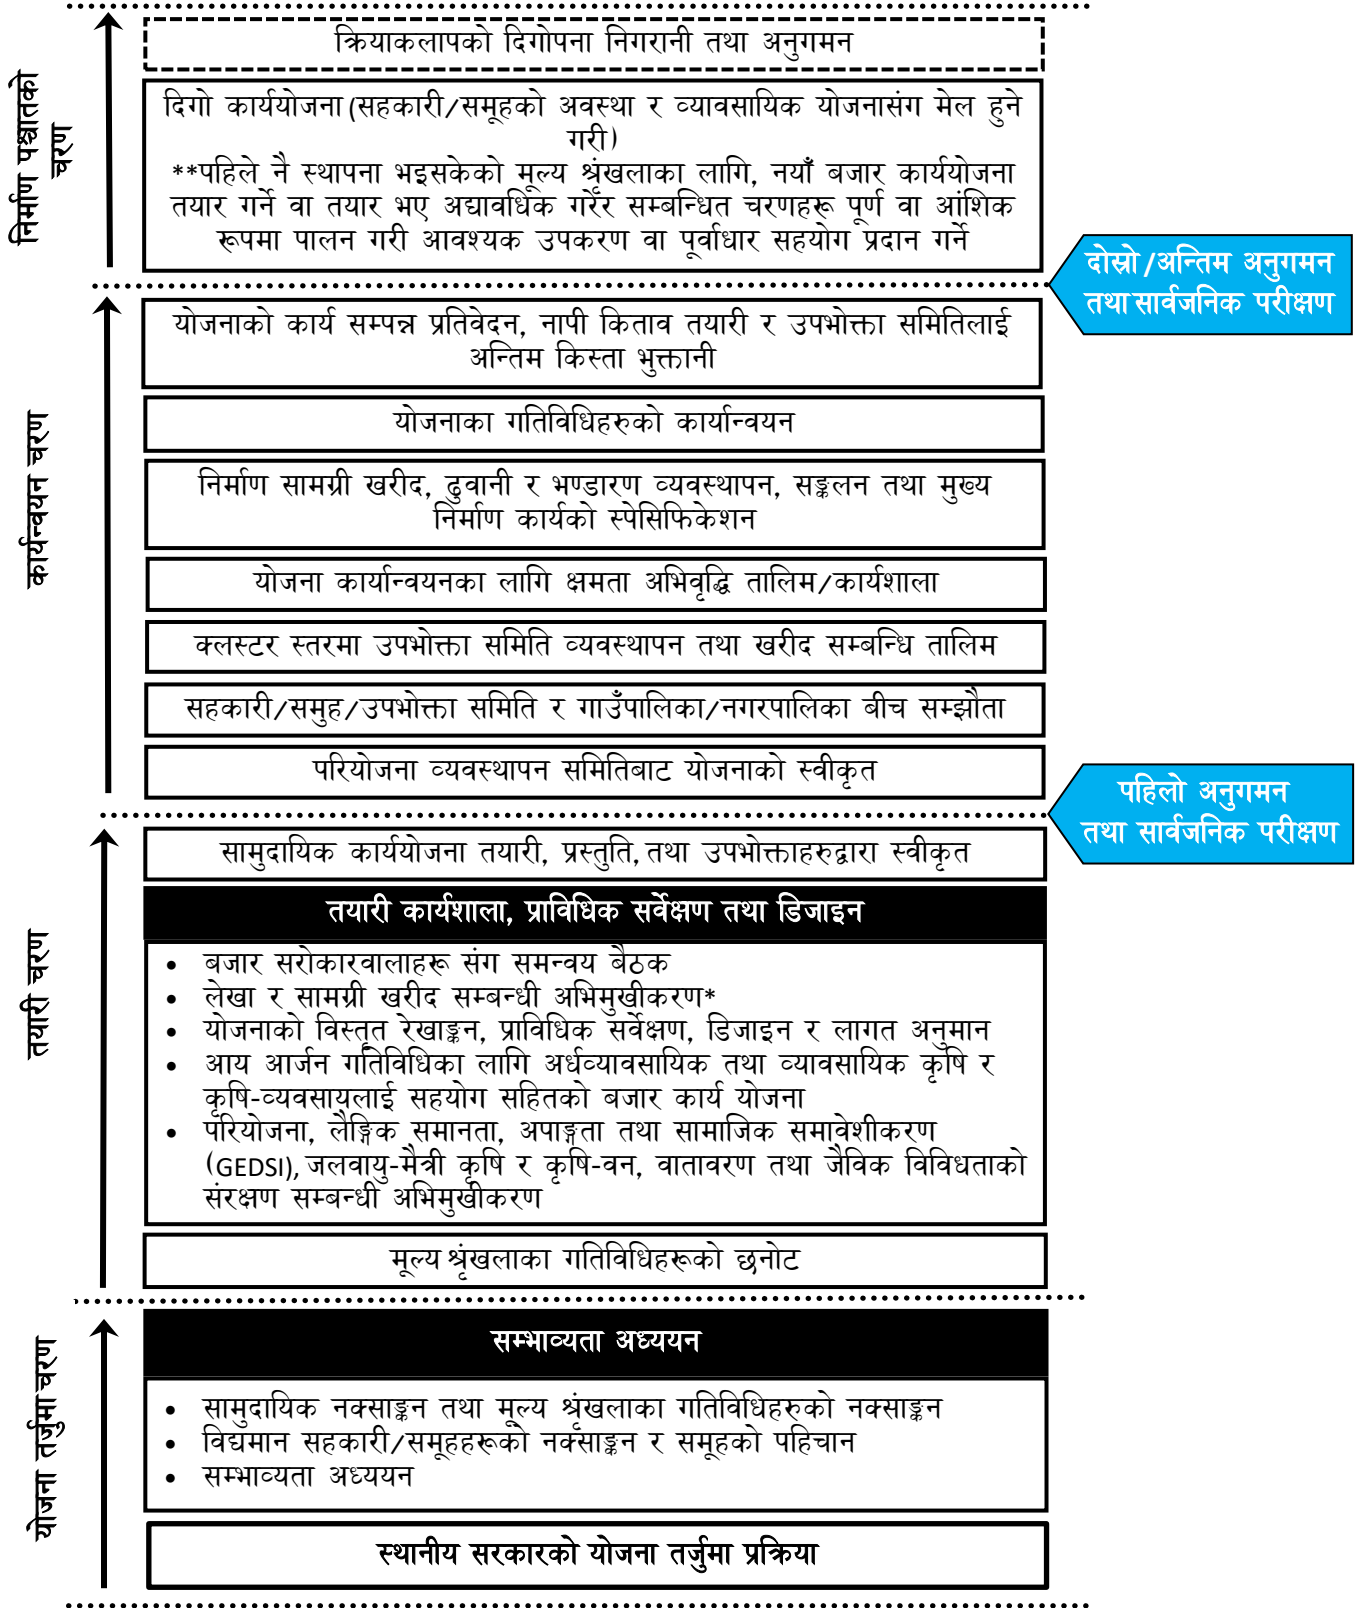 क्रियाकलापको दिगोपना निगरानी तथा अनुगमन
निर्माण पश्चातको
चरण
दिगो कार्ययोजना (सहकारी/समूहको अवस्था र व्यावसायिक योजनासंग मेल हुने
गरी)
**पहिले नै स्थापना भइसकेको मूल्य श्रृंखलाका लागि, नयाँ बजार कार्ययोजना
तयार गर्ने वा तयार भए अद्यावधिक गरेर सम्बन्धित चरणहरू पूर्ण वा आंशिक
रूपमा पालन गरी आवश्यक उपकरण वा पूर्वाधार सहयोग प्रदान गर्ने
दोस्रो/अन्तिम अनुगमन
तथा सार्वजनिक परीक्षण
कार्यन्वयन चरण
योजनाको कार्य सम्पन्न प्रतिवेदन, नापी किताव तयारी र उपभोक्ता समितिलाई
अन्तिम किस्ता भुक्तानी
योजनाका गतिविधिहरुको कार्यान्वयन
निर्माण सामग्री खरीद, ढुवानी र भण्डारण व्यवस्थापन, सङ्कलन तथा मुख्य
निर्माण कार्यको स्पेसिफिकेशन
योजना कार्यान्वयनका लागि क्षमता अभिवृद्धि तालिम/कार्यशाला
क्लस्टर स्तरमा उपभोक्ता समिति व्यवस्थापन तथा खरीद सम्बन्धि तालिम
सहकारी/समुह/उपभोक्ता समिति र गाउँपालिका/नगरपालिका बीच सम्झौता
परियोजना व्यवस्थापन समितिबाट योजनाको स्वीकृत
पहिलो अनुगमन
तथा सार्वजनिक परीक्षण
तयारी चरण
सामुदायिक कार्ययोजना तयारी, प्रस्तुति, तथा उपभोक्ताहरुद्वारा स्वीकृत
तयारी कार्यशाला, प्राविधिक सर्वेक्षण तथा डिजाइन
• बजार सरोकारवालाहरू संग समन्वय बैठक
• लेखा र सामग्री खरीद सम्बन्धी अभिमुखीकरण*
• योजनाको विस्तृत रेखाङ्कन, प्राविधिक सर्वेक्षण, डिजाइन र लागत अनुमान
• आय आर्जन गतिविधिका लागि अर्धव्यावसायिक तथा व्यावसायिक कृषि र
कृषि-व्यवसायलाई सहयोग सहितको बजार कार्य योजना
• परियोजना, लैङ्गिक समानता, अपाङ्गता तथा सामाजिक समावेशीकरण
(GEDSI), जलवायु-मैत्री कृषि र कृषि-वन, वातावरण तथा जैविक विविधताको
संरक्षण सम्बन्धी अभिमुखीकरण
मूल्य श्रृंखलाका गतिविधिहरूको छनोट
योजना तर्जुमा चरण
सम्भाव्यता अध्ययन
• सामुदायिक नक्साङ्कन तथा मूल्य श्रृंखलाका गतिविधिहरुको नक्साङ्कन
• विद्यमान सहकारी/समूहहरूको नक्साङ्कन र समूहको पहिचान
• सम्भाव्यता अध्ययन
स्थानीय सरकारको योजना तर्जुमा प्रक्रिया